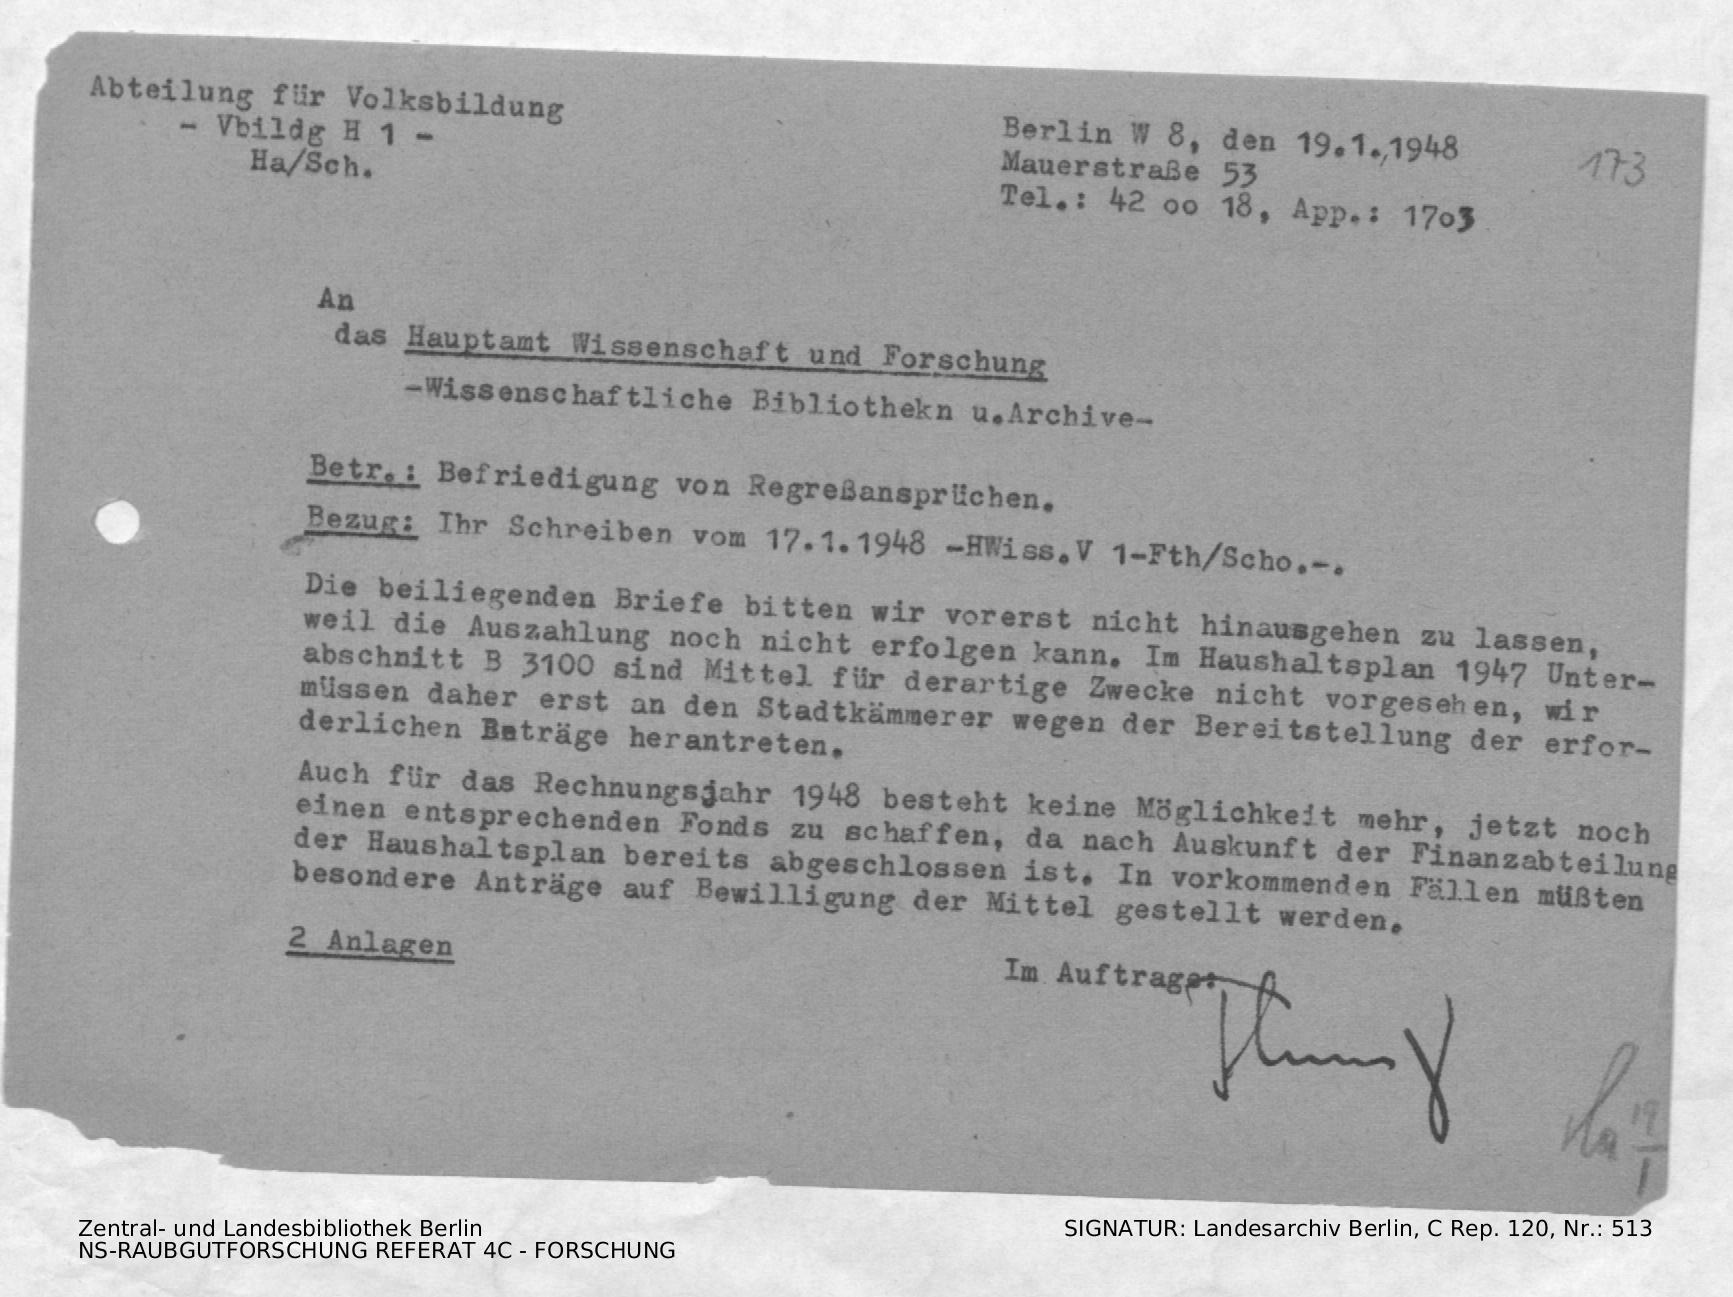 Abteilung für Volksbildung
- Vbildg H 1 -
Ha/Sch.
Berlin W 8, den 19.1.,1948
Mauerstraße 53
Tel.: 42 oo 18, App.: 17o3
173
An
das Hauptamt Wissenschaft und Forschung
-Wissenschaftliche Bibliothekn u.Archive-
Betr.: Befriedigung von Regreßansprüchen.
Bezug: Ihr Schreiben vom 17.1.1948 -HWiss.V 1-Fth/Scho.-.
Die beiliegenden Briefe bitten wir vorerst nicht hinausgehen zu lassen,
weil die Auszahlung noch nicht erfolgen kann. Im Haushaltsplan 1947 Unter-
abschnitt B 3100 sind Mittel für derartige Zwecke nicht vorgesehen, wir
müssen daher erst an den Stadtkämmerer wegen der Bereitstellung der erfor-
derlichen Beträge herantreten.
Auch für das Rechnungsjahr 1948 besteht keine Möglichkeit mehr, jetzt noch
einen entsprechenden Fonds zu schaffen, da nach Auskunft der Finanzabteilung
der Haushaltsplan bereits abgeschlossen ist. In vorkommenden Fällen müßten
besondere Anträge auf Bewilligung der Mittel gestellt werden.
2 Anlagen
Im Auftrage:
19
I
Zentral- und Landesbibliothek Berlin
NS-RAUBGUTFORSCHUNG REFERAT 4C - FORSCHUNG
SIGNATUR: Landesarchiv Berlin, C Rep. 120, Nr.: 513